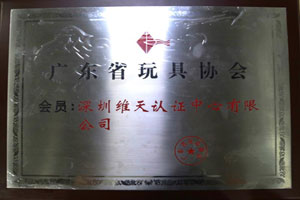 广东省玩具协会
会员:深圳维天认证中心有限
公司